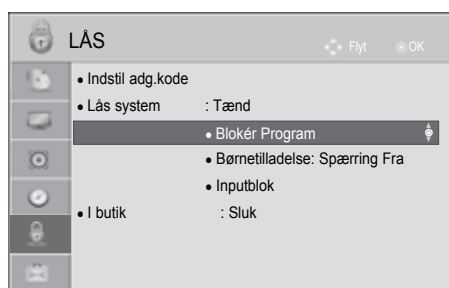 LÅS Flyt OK
• Indstil adg.kode
• Lås system : Tænd
• Blokér Program
• Børnetilladelse: Spærring Fra
• Inputblok
• I butik : Sluk